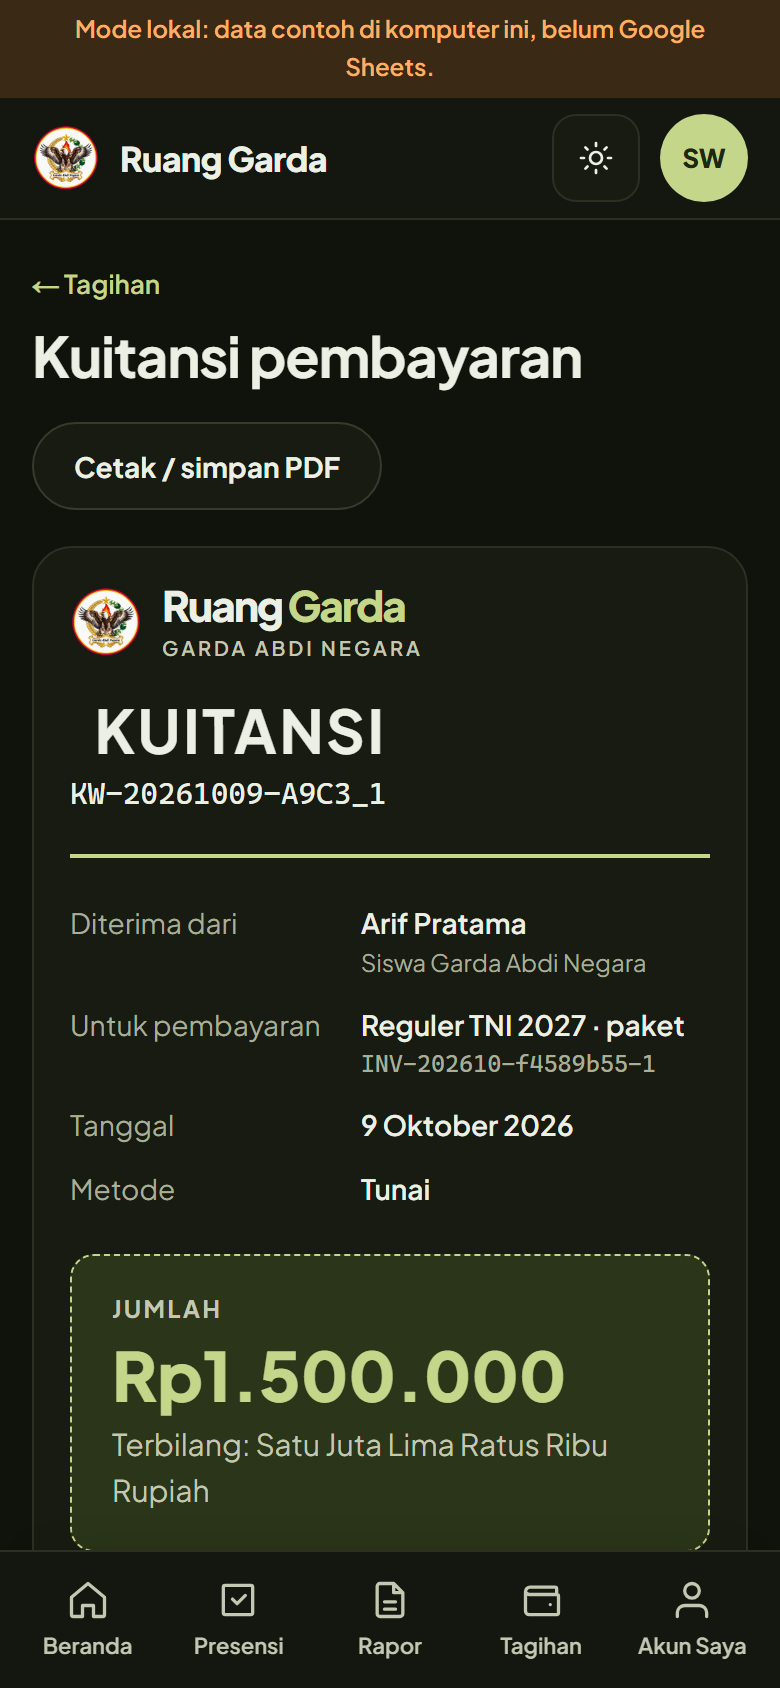 Mode lokal: data contoh di komputer ini, belum Google
Sheets.
Ruang Garda
SW
←Tagihan
Kuitansi pembayaran
Cetak / simpan PDF
Ruang Garda
GARDA ABDI NEGARA
KUITANSI
KW-20261009-A9C3_1
Diterima dari
Arif Pratama
Siswa Garda Abdi Negara
Untuk pembayaran
Reguler TNI 2027 · paket
INV-202610-f4589b55-1
Tanggal
9 Oktober 2026
Metode
Tunai
JUMLAH
Rp1.500.000
Terbilang: Satu Juta Lima Ratus Ribu
Rupiah
Beranda
Presensi
Rapor
Tagihan
Akun Saya